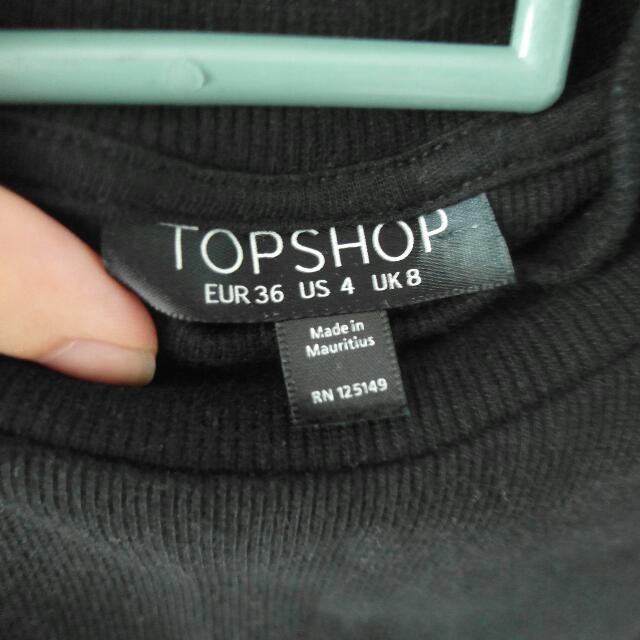 TOPSHOP
EUR 36 US 4 UK 8
Made in
Mauritius
RN 125149